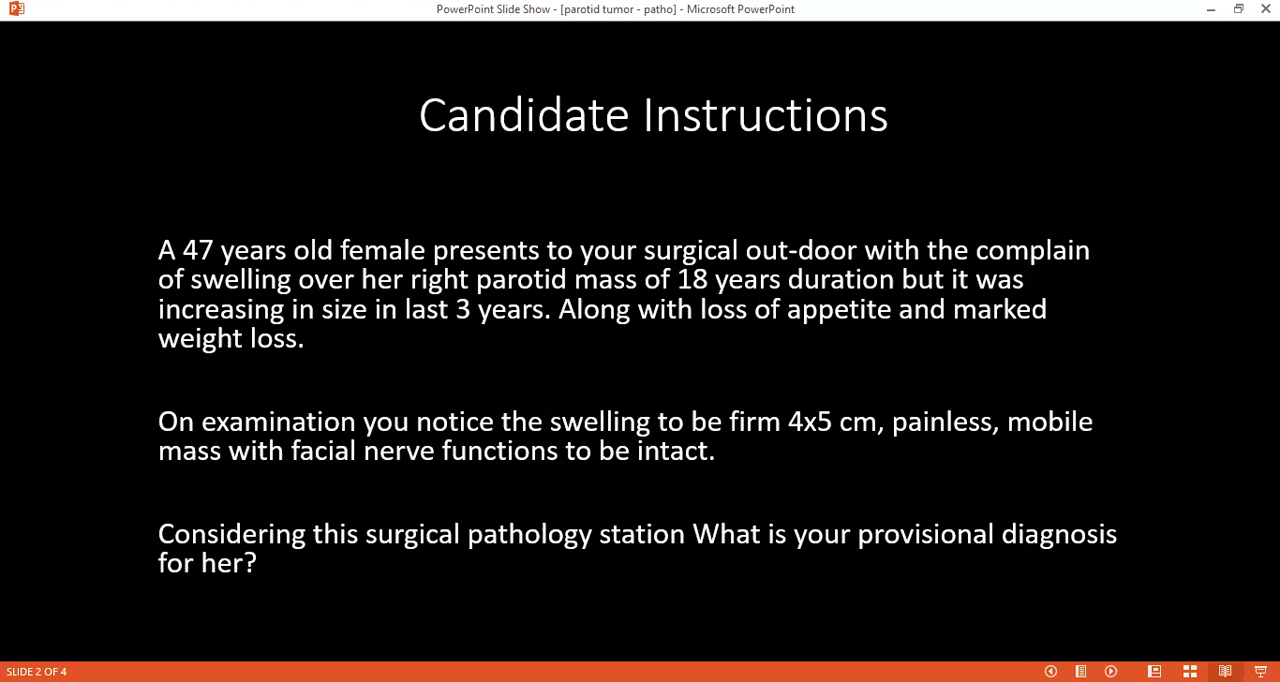 PowerPoint Slide Show - [parotid tumor - patho] - Microsoft PowerPoint
Candidate Instructions
A 47 years old female presents to your surgical out-door with the complain
of swelling over her right parotid mass of 18 years duration but it was
increasing in size in last 3 years. Along with loss of appetite and marked
weight loss.
On examination you notice the swelling to be firm 4x5 cm, painless, mobile
mass with facial nerve functions to be intact.
Considering this surgical pathology station What is your provisional diagnosis
for her?
SLIDE 2 OF 4